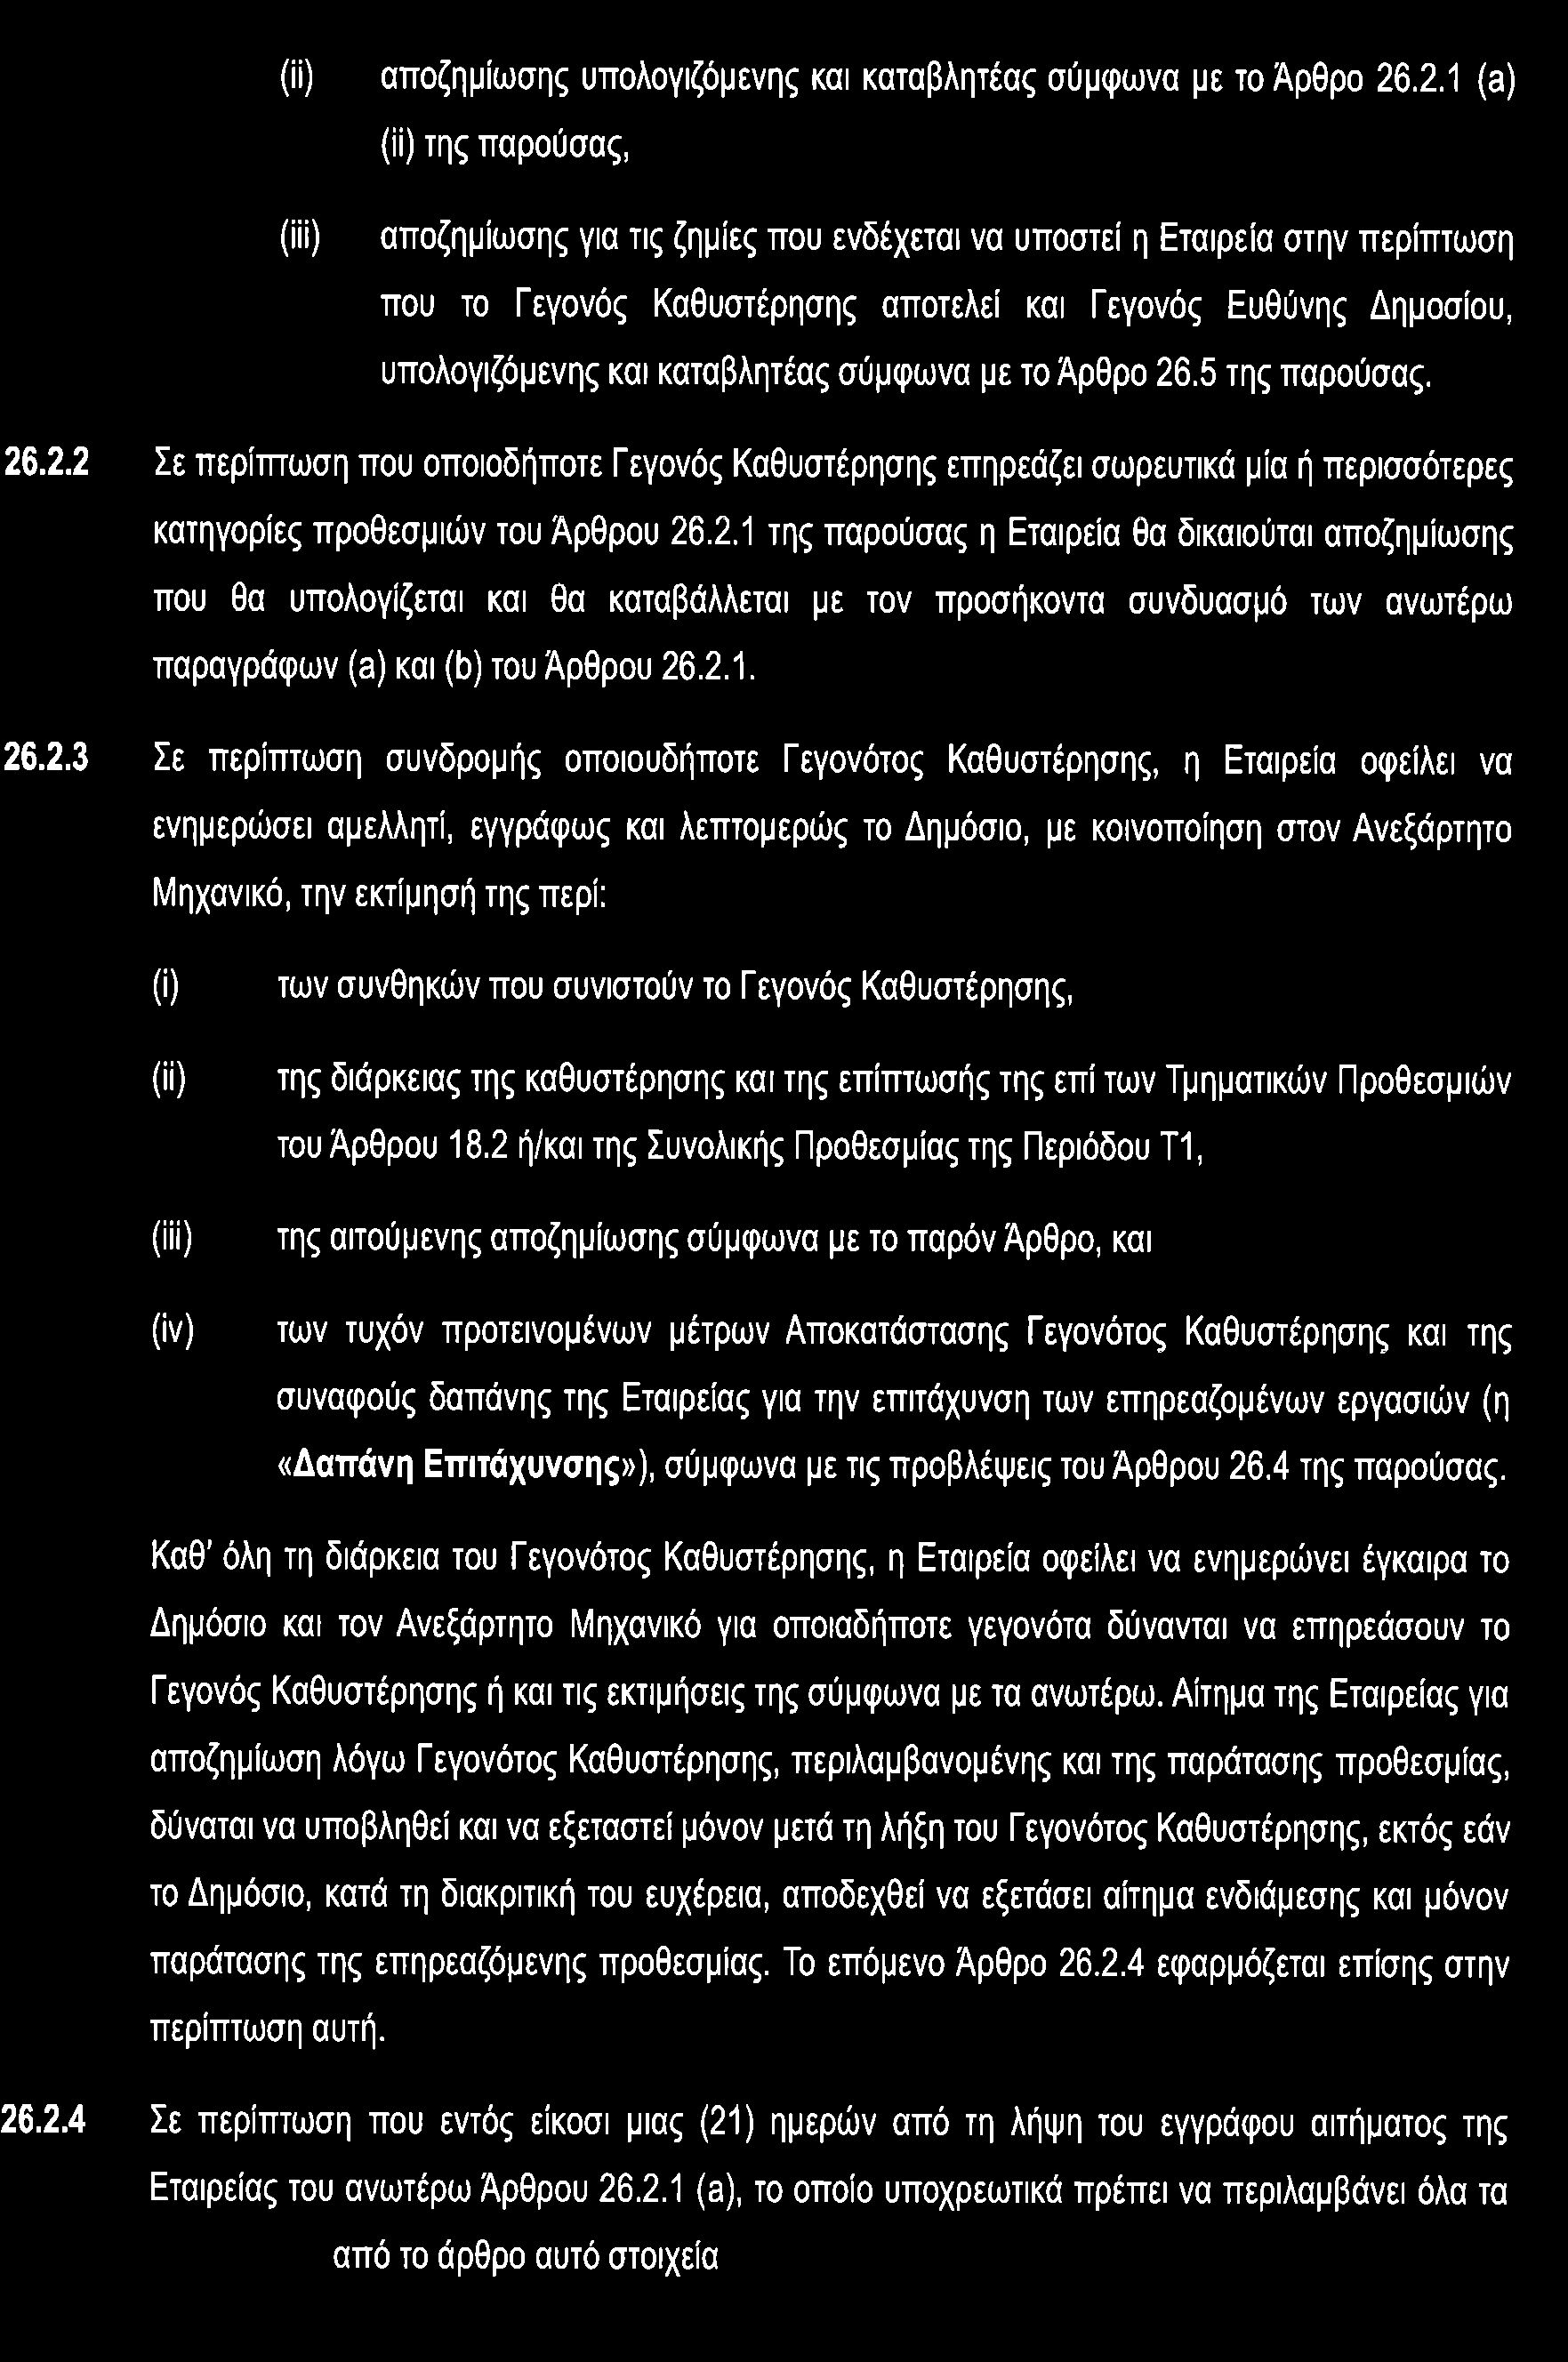 (ii) αποζημίωσης υπολογιζόμενης και καταβλητέας σύμφωνα με το Άρθρο 26.2.1 (a)
(ii) της παρούσας,
(iii) αποζημίωσης για τις ζημίες που ενδέχεται να υποστεί η Εταιρεία στην περίπτωση
που το Γεγονός Καθυστέρησης αποτελεί και Γεγονός Ευθύνης Δημοσίου,
υπολογιζόμενης και καταβλητέας σύμφωνα με το Άρθρο 26.5 της παρούσας.
26.2.2 Σε περίπτωση που οποιοδήποτε Γεγονός Καθυστέρησης επηρεάζει σωρευτικά μία ή περισσότερες
κατηγορίες προθεσμιών του Άρθρου 26.2.1 της παρούσας η Εταιρεία θα δικαιούται αποζημίωσης
που θα υπολογίζεται και θα καταβάλλεται με τον προσήκοντα συνδυασμό των ανωτέρω
παραγράφων (a) και (b) του Άρθρου 26.2.1.
26.2.3 Σε περίπτωση συνδρομής οποιουδήποτε Γεγονότος Καθυστέρησης, η Εταιρεία οφείλει να
ενημερώσει αμελλητί, εγγράφως και λεπτομερώς το Δημόσιο, με κοινοποίηση στον Ανεξάρτητο
Μηχανικό, την εκτίμησή της περί:
(i) των συνθηκών που συνιστούν το Γεγονός Καθυστέρησης,
(ii) της διάρκειας της καθυστέρησης και της επίπτωσής της επί των Τμηματικών Προθεσμιών
του Άρθρου 18.2 ή/και της Συνολικής Προθεσμίας της Περιόδου Τ1,
(iii) της αιτούμενης αποζημίωσης σύμφωνα με το παρόν Άρθρο, και
(iv) των τυχόν προτεινομένων μέτρων Αποκατάστασης Γεγονότος Καθυστέρησης και της
συναφούς δαπάνης της Εταιρείας για την επιτάχυνση των επηρεαζομένων εργασιών (η
«Δαπάνη Επιτάχυνσης»), σύμφωνα με τις προβλέψεις του Άρθρου 26.4 της παρούσας.
Καθ’ όλη τη διάρκεια του Γεγονότος Καθυστέρησης, η Εταιρεία οφείλει να ενημερώνει έγκαιρα το
Δημόσιο και τον Ανεξάρτητο Μηχανικό για οποιαδήποτε γεγονότα δύνανται να επηρεάσουν το
Γεγονός Καθυστέρησης ή και τις εκτιμήσεις της σύμφωνα με τα ανωτέρω. Αίτημα της Εταιρείας για
αποζημίωση λόγω Γεγονότος Καθυστέρησης, περιλαμβανομένης και της παράτασης προθεσμίας,
δύναται να υποβληθεί και να εξεταστεί μόνον μετά τη λήξη του Γεγονότος Καθυστέρησης, εκτός εάν
το Δημόσιο, κατά τη διακριτική του ευχέρεια, αποδεχθεί να εξετάσει αίτημα ενδιάμεσης και μόνον
παράτασης της επηρεαζόμενης προθεσμίας. Το επόμενο Άρθρο 26.2.4 εφαρμόζεται επίσης στην
περίπτωση αυτή.
26.2.4 Σε περίπτωση που εντός είκοσι μιας (21) ημερών από τη λήψη του εγγράφου αιτήματος της
Εταιρείας του ανωτέρω Άρθρου 26.2.1 (a), το οποίο υποχρεωτικά πρέπει να περιλαμβάνει όλα τα
από το άρθρο αυτό στοιχεία